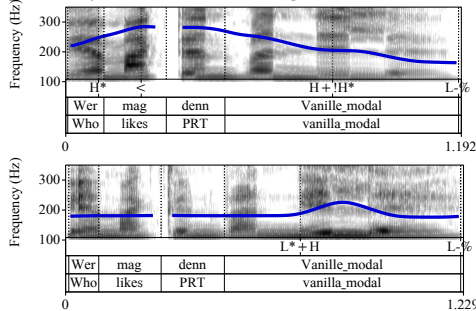 Frequency (Hz)
300
200
100
H* < H+!H* L-%
Wer mag denn Vanille_modal
Who likes PRT vanilla_modal
0 1.192
Frequency (Hz)
300
200
100
L*+H L-%
Wer mag denn Vanille_modal
Who likes PRT vanilla_modal
0 1.229